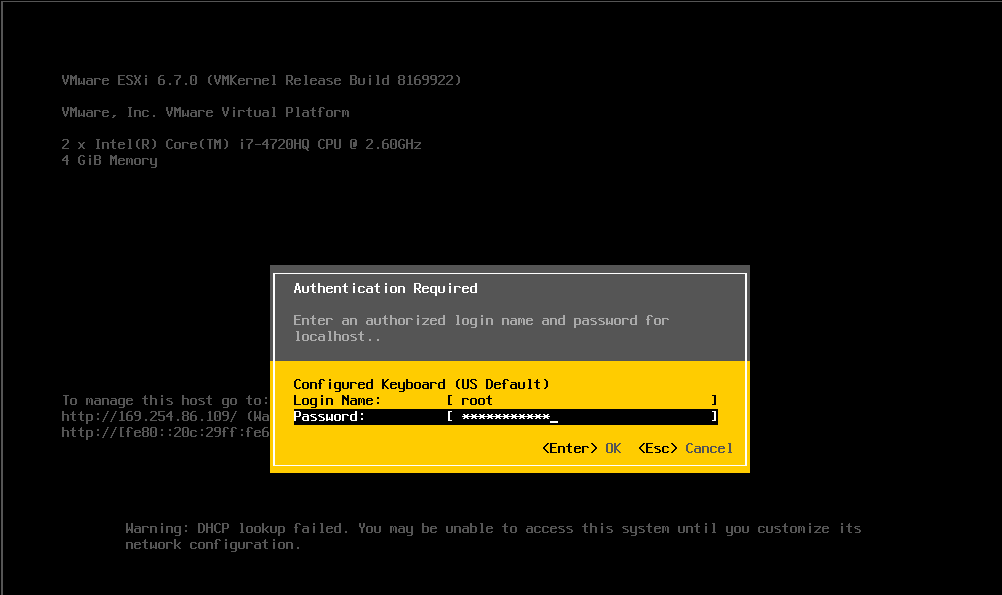 VMware ESXi 6.7.0 (VMKernel Release Build 8169922)
VMware, Inc. VMware Virtual Platform
2 x Intel(R) Core(TM) i7-4720HQ CPU @ 2.60GHz
4 GiB Memory
Authentication Required
Enter an authorized login name and password for
localhost..
Configured Keyboard (US Default)
Login Name: [ root ]
Password: [ ***********_ ]
<Enter> OK <Esc> Cancel
To manage this host go to:
http://169.254.86.109/ (Wa
http://[fe80::20c:29ff:fe6
Warning: DHCP lookup failed. You may be unable to access this system until you customize its
network configuration.